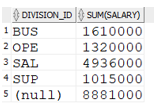 DIVISION_ID SUM(SALARY)
1 BUS 1610000
2 OPE 1320000
3 SAL 4936000
4 SUP 1015000
5 (null) 8881000